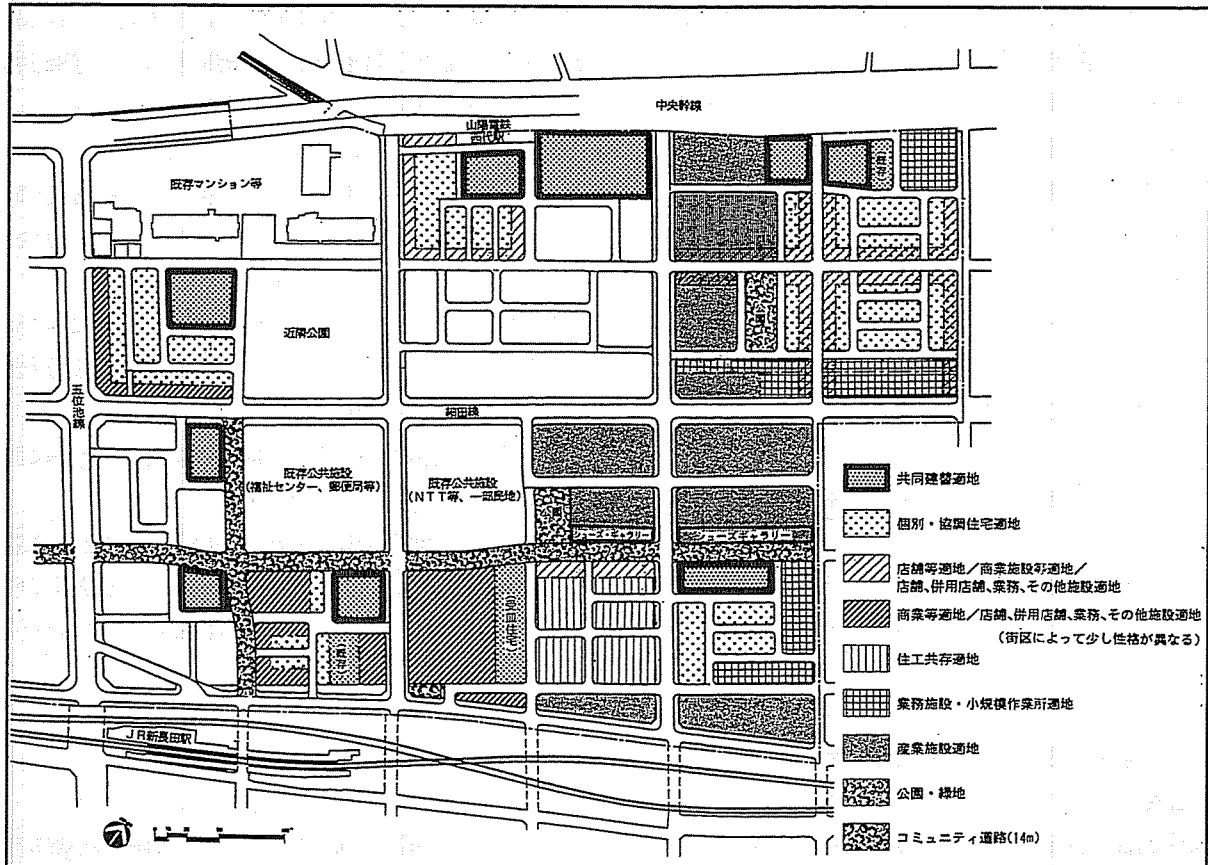 中央幹線
山陽電鉄
西代駅
既存マンション等
既存
近隣公園
公園
五位池線
細田線
既存公共施設
(福祉センター、郵便局等)
既存公共施設
(NTT等、一部民地)
公園
シューズ・ギャラリー
シューズギャラリー
既存
JR新長田駅
共同建替適地
個別・協調住宅適地
店舗等適地/商業施設等適地/
店舗、併用店舗、業務、その他施設適地
商業等適地/店舗、併用店舗、業務、その他施設適地
(街区によって少し性格が異なる)
住工共存適地
業務施設・小規模作業所適地
産業施設適地
公園・緑地
コミュニティ道路(14m)